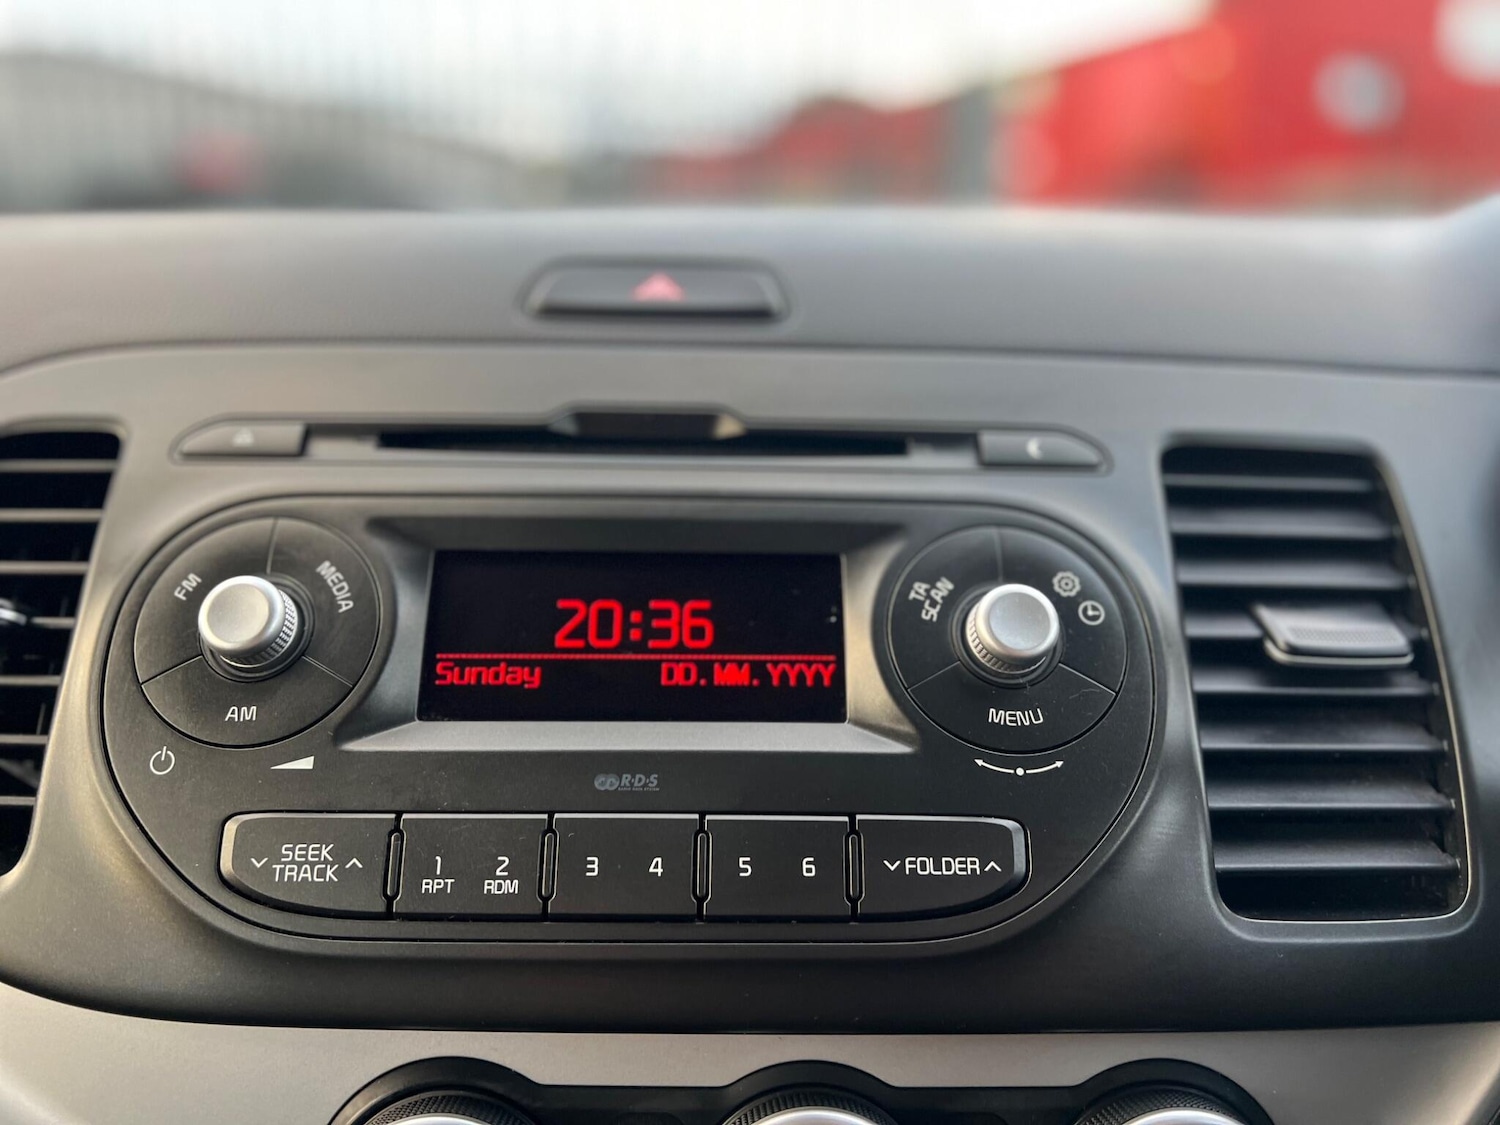 FM
MEDIA
AM
20:36
Sunday DD.MM.YYYY
TA
SCAN
MENU
R·D·S
SEEK
TRACK
1 RPT
2 RDM
3 4
5 6
FOLDER